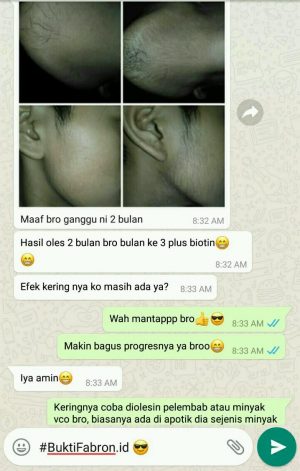 Maaf bro ganggu ni 2 bulan
8:32 AM
Hasil oles 2 bulan bro bulan ke 3 plus biotin😁
😁
8:32 AM
Efek kering nya ko masih ada ya?
8:33 AM
Wah mantappp bro👍😎
8:33 AM
Makin bagus progresnya ya broo😁
8:33 AM
Iya amin😁
8:33 AM
Keringnya coba diolesin pelembab atau minyak
vco bro, biasanya ada di apotik dia sejenis minyak
#BuktiFabron.id 😎